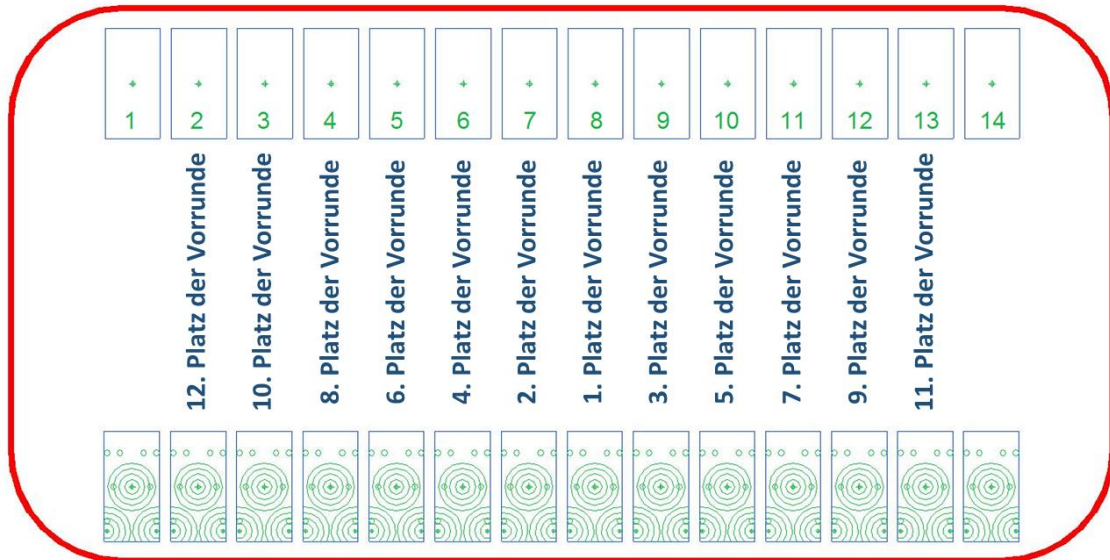 1 2 3 4 5 6 7 8 9 10 11 12 13 14
12. Platz der Vorrunde
10. Platz der Vorrunde
8. Platz der Vorrunde
6. Platz der Vorrunde
4. Platz der Vorrunde
2. Platz der Vorrunde
1. Platz der Vorrunde
3. Platz der Vorrunde
5. Platz der Vorrunde
7. Platz der Vorrunde
9. Platz der Vorrunde
11. Platz der Vorrunde